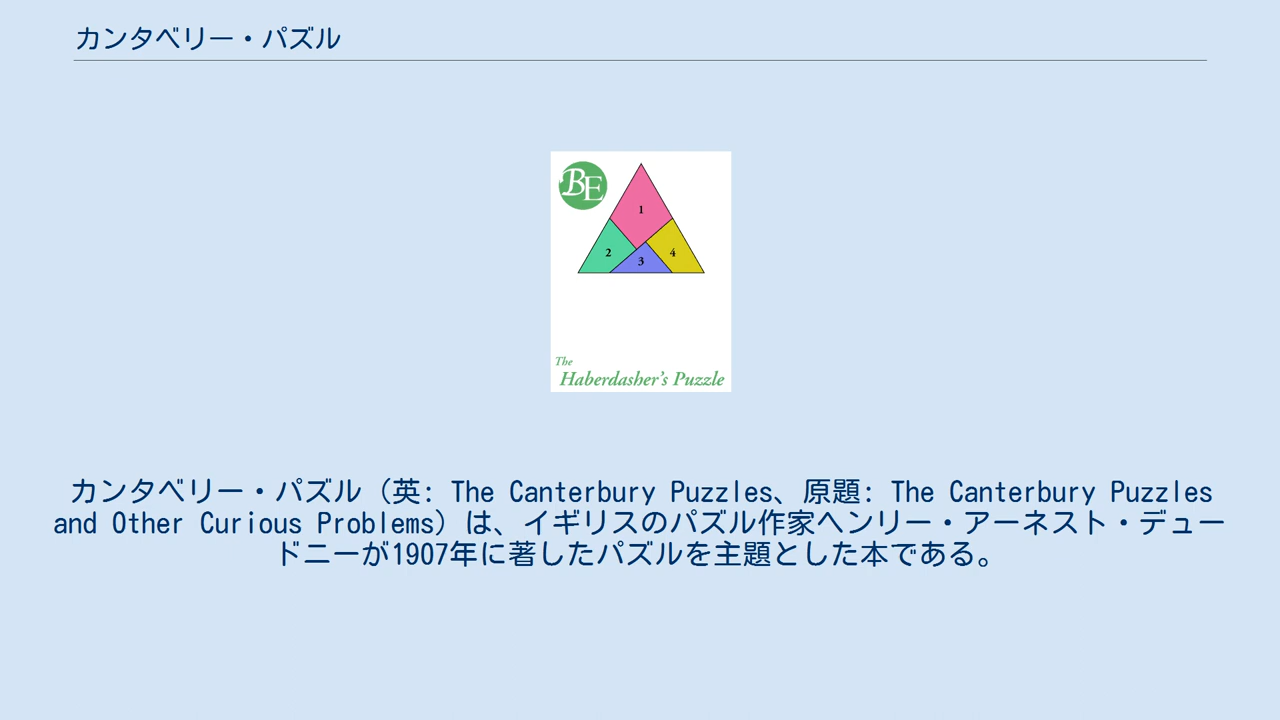 カンタベリー・パズル
BE
1
2
3
4
The
Haberdasher's Puzzle
カンタベリー・パズル（英: The Canterbury Puzzles、原題: The Canterbury Puzzles
and Other Curious Problems）は、イギリスのパズル作家ヘンリー・アーネスト・デュー
ドニーが1907年に著したパズルを主題とした本である。